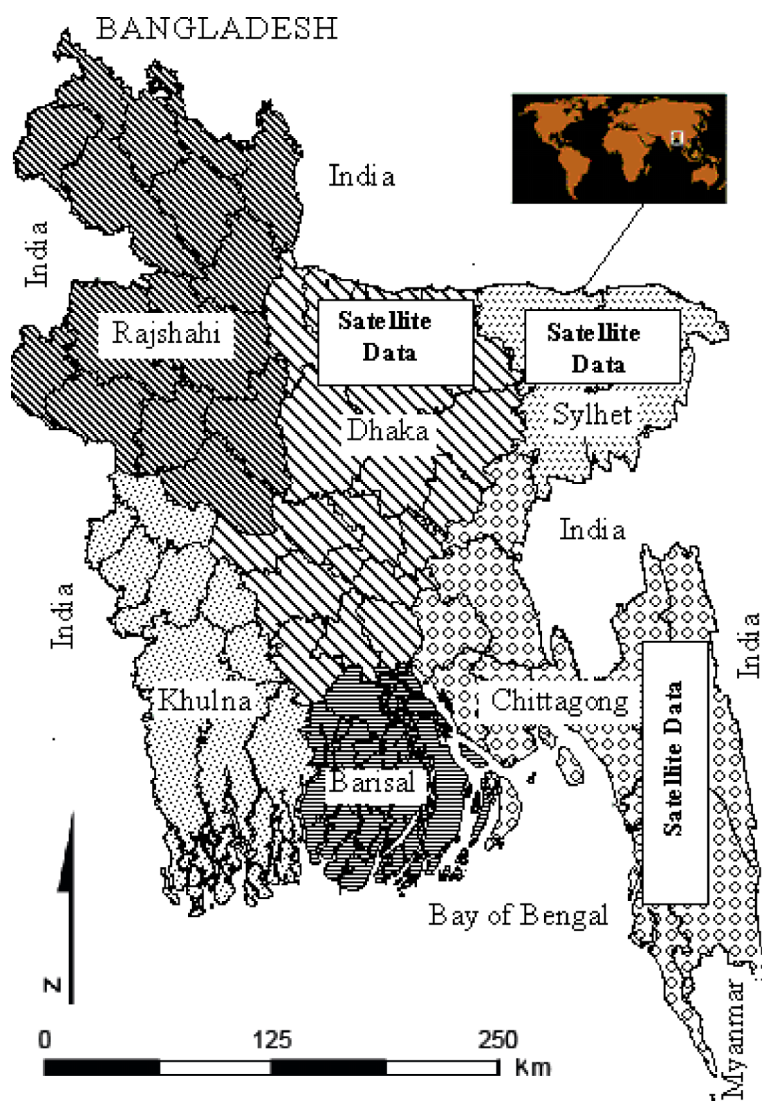 BANGLADESH
India
India
Rajshahi
Satellite
Data
Satellite
Data
Dhaka
Sylhet
India
India
India
Khulna
Chittagong
Satellite Data
Barisal
Bay of Bengal
Myanmar
N
0 125 250
Km